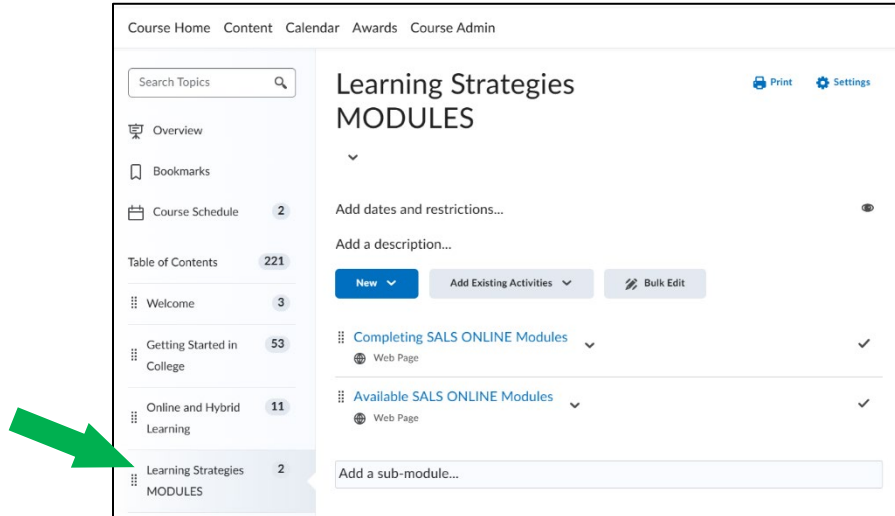 Course Home Content Calendar Awards Course Admin
Search Topics
Overview
Bookmarks
Course Schedule 2
Table of Contents 221
Welcome 3
Getting Started in 53
College
Online and Hybrid 11
Learning
Learning Strategies 2
MODULES
Learning Strategies
MODULES
Print Settings
Add dates and restrictions...
Add a description...
New Add Existing Activities Bulk Edit
Completing SALS ONLINE Modules
Web Page
Available SALS ONLINE Modules
Web Page
Add a sub-module...